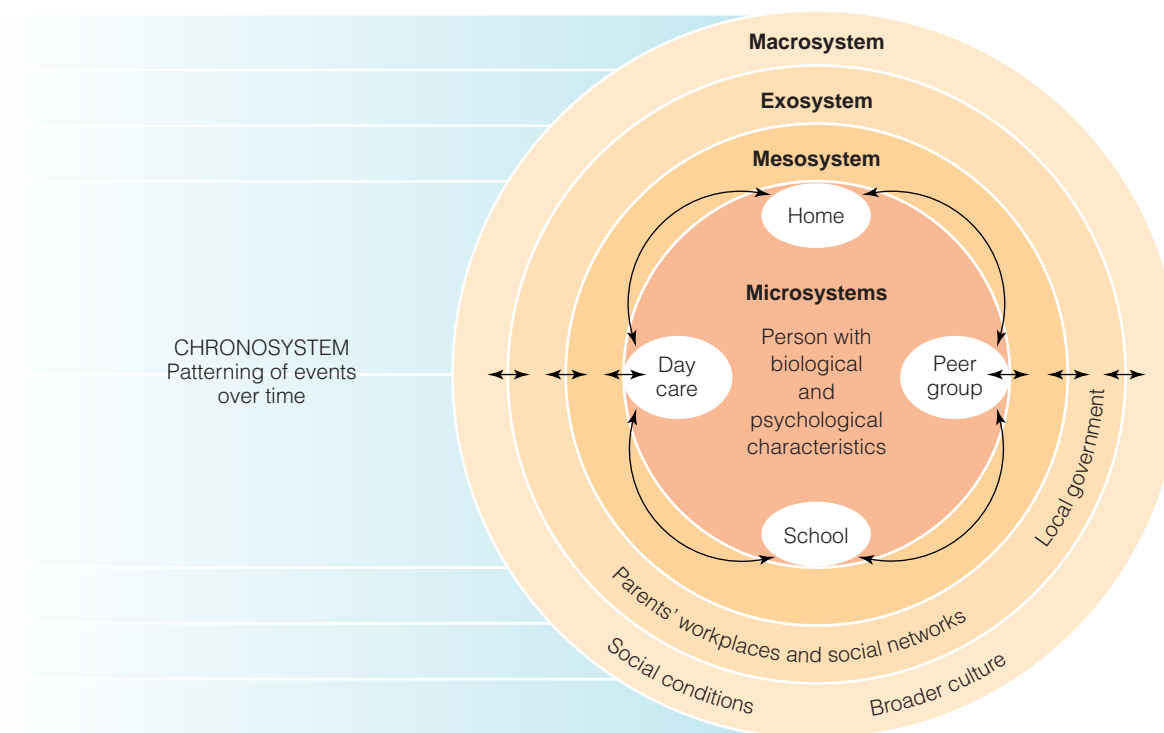 Macrosystem
Exosystem
Mesosystem
Home
Microsystems
Person with
biological
and
psychological
characteristics
CHRONOSYSTEM
Patterning of events
over time
Day
care
Peer
group
School
Local government
Parents’ workplaces and social networks
Social conditions
Broader culture